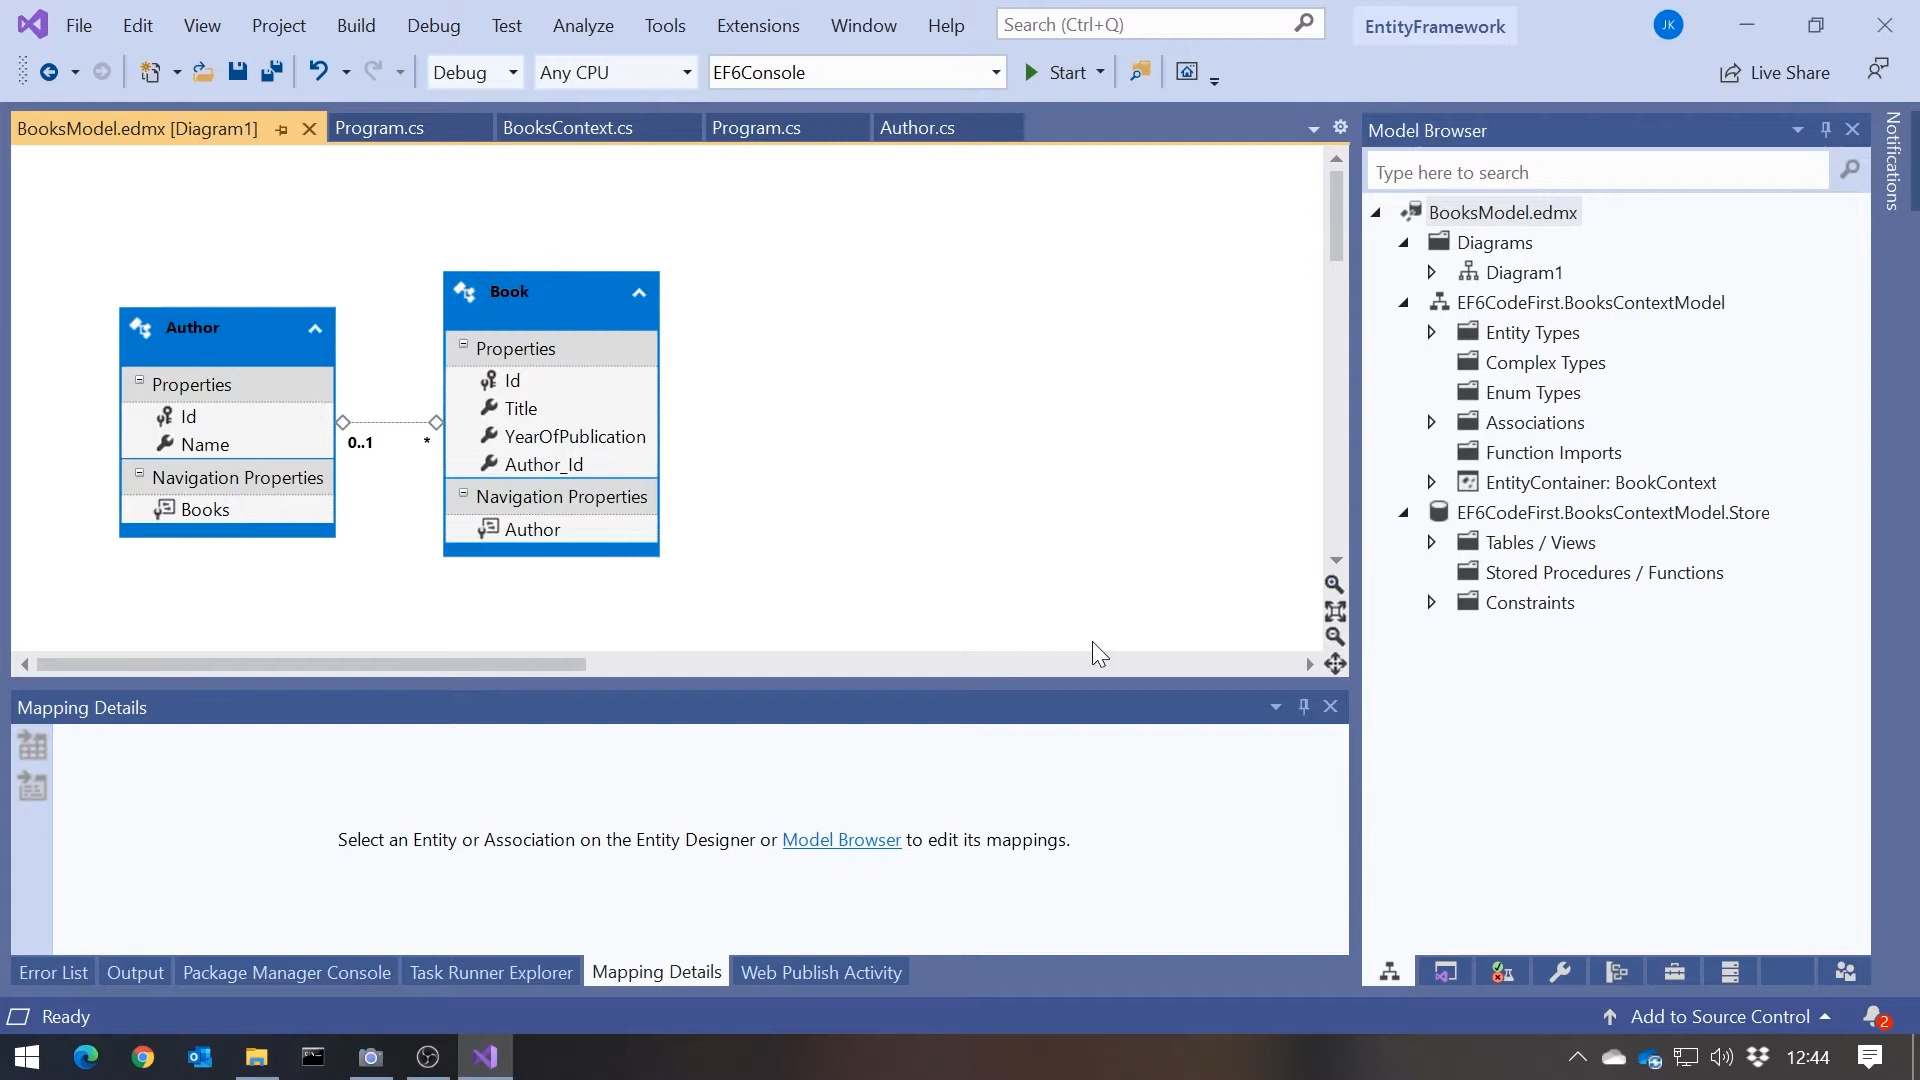 File Edit View Project Build Debug Test Analyze Tools Extensions Window Help Search (Ctrl+Q) EntityFramework JK
Debug Any CPU EF6Console Start Live Share
BooksModel.edmx [Diagram1] Program.cs BooksContext.cs Program.cs Author.cs
Author
Properties
Id
Name
Navigation Properties
Books
0..1 *
Book
Properties
Id
Title
YearOfPublication
Author_Id
Navigation Properties
Author
Model Browser
Type here to search
BooksModel.edmx
Diagrams
Diagram1
EF6CodeFirst.BooksContextModel
Entity Types
Complex Types
Enum Types
Associations
Function Imports
EntityContainer: BookContext
EF6CodeFirst.BooksContextModel.Store
Tables / Views
Stored Procedures / Functions
Constraints
Notifications
Mapping Details
Select an Entity or Association on the Entity Designer or Model Browser to edit its mappings.
Error List Output Package Manager Console Task Runner Explorer Mapping Details Web Publish Activity
Ready Add to Source Control 2
12:44